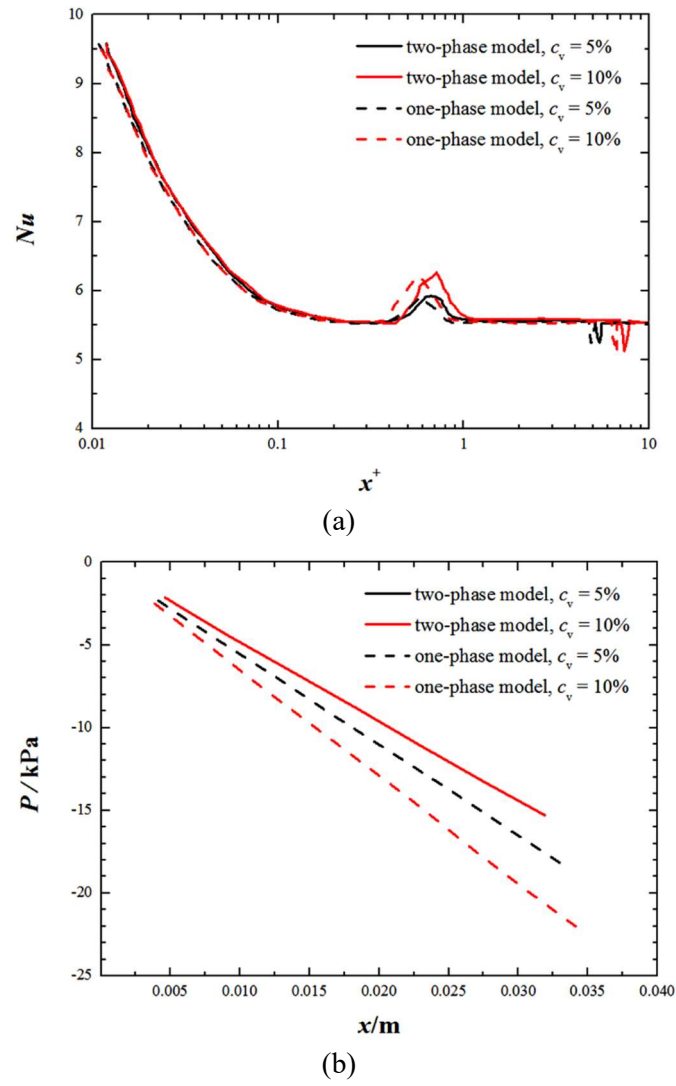 10
two-phase model, cv = 5%
two-phase model, cv = 10%
9
one-phase model, cv = 5%
one-phase model, cv = 10%
8
Nu
7
6
5
4
0.01 0.1 1 10
x+
(a)
0
two-phase model, cv = 5%
two-phase model, cv = 10%
-5
one-phase model, cv = 5%
one-phase model, cv = 10%
-10
P / kPa
-15
-20
-25
0.005 0.010 0.015 0.020 0.025 0.030 0.035 0.040
x/m
(b)